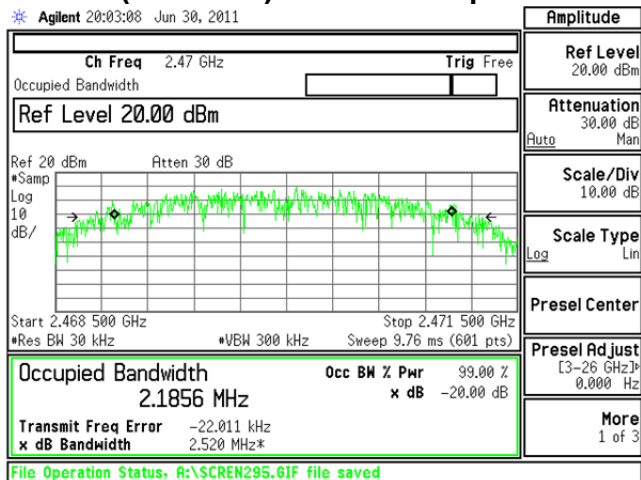 Agilent 20:03:08 Jun 30, 2011
Amplitude
Ch Freq 2.47 GHz Trig Free
Occupied Bandwidth
Ref Level 20.00 dBm
Ref 20 dBm Atten 30 dB
#Samp
Log
10
dB/
Start 2.468 500 GHz Stop 2.471 500 GHz
#Res BW 30 kHz #VBW 300 kHz Sweep 9.76 ms (601 pts)
Occupied Bandwidth Occ BW % Pwr 99.00 %
2.1856 MHz x dB -20.00 dB
Transmit Freq Error -22.011 kHz
x dB Bandwidth 2.520 MHz*
File Operation Status, A:\SCREN295.GIF file saved
Ref Level
20.00 dBm
Attenuation
30.00 dB
Auto Man
Scale/Div
10.00 dB
Scale Type
Log Lin
Presel Center
Presel Adjust
[3-26 GHz]
0.000 Hz
More
1 of 3